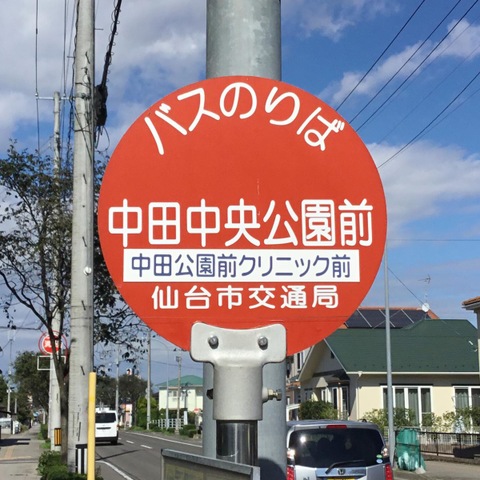 バスのりば
中田中央公園前
中田公園前クリニック前
仙台市交通局